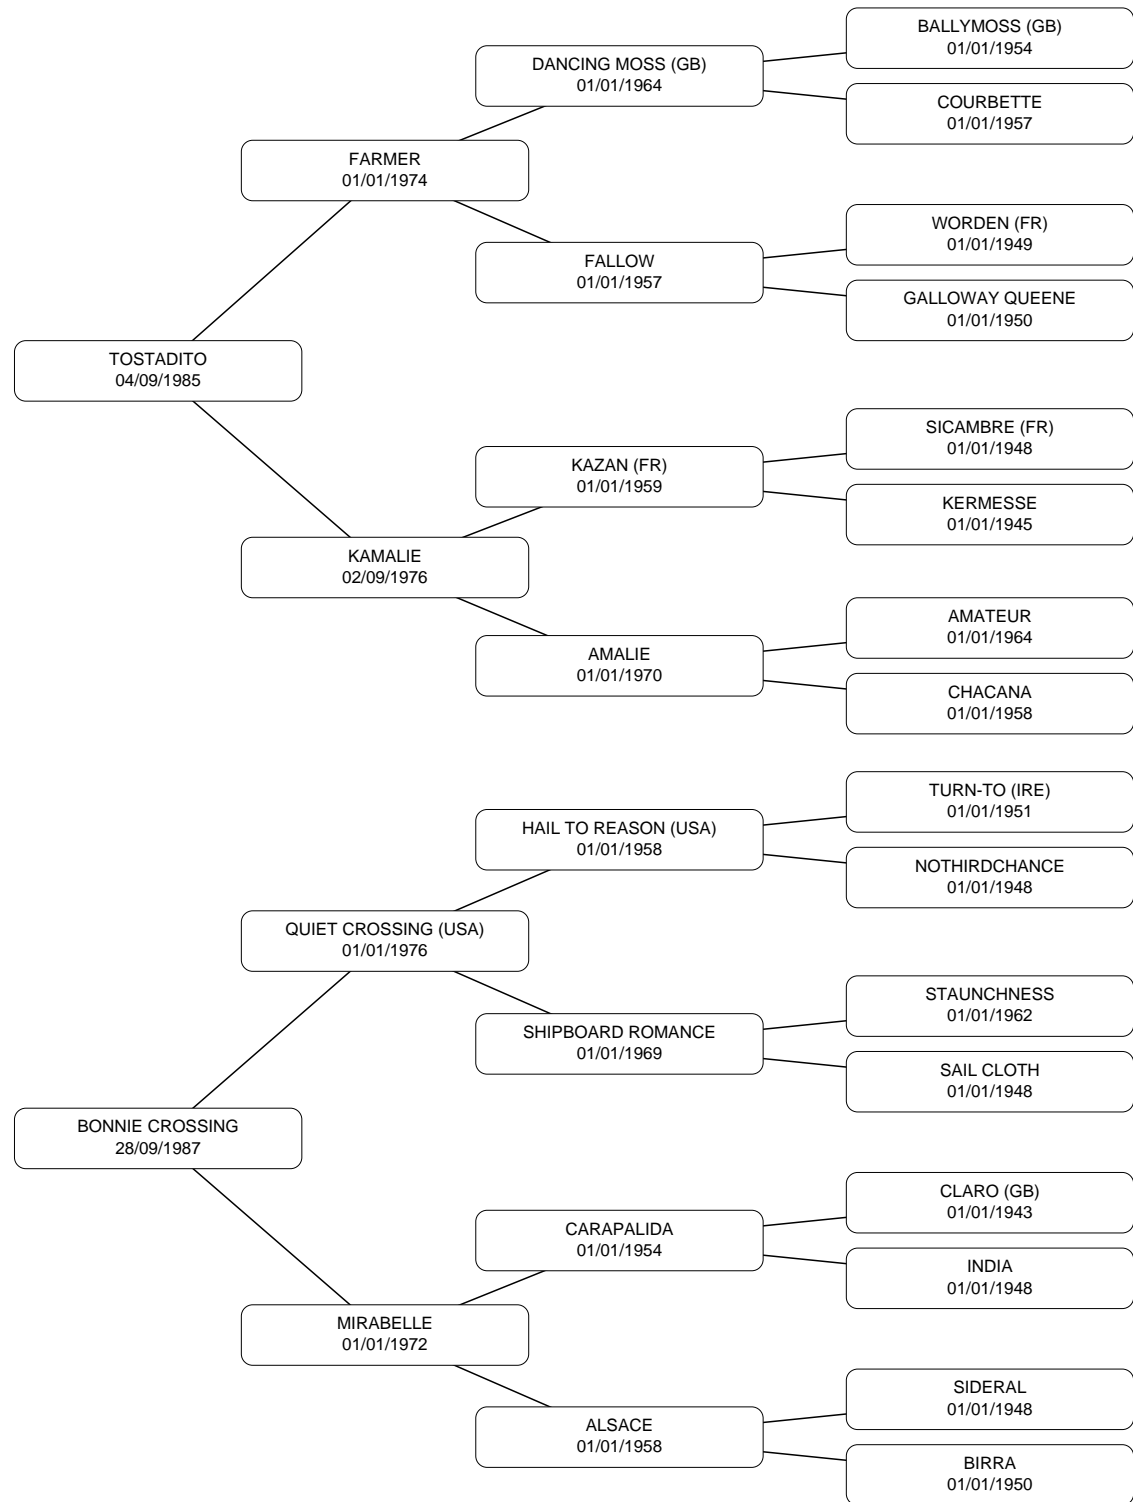 BALLYMOSS (GB)
01/01/1954
DANCING MOSS (GB)
01/01/1964
COURBETTE
01/01/1957
FARMER
01/01/1974
WORDEN (FR)
01/01/1949
FALLOW
01/01/1957
GALLOWAY QUEENE
01/01/1950
TOSTADITO
04/09/1985
SICAMBRE (FR)
01/01/1948
KAZAN (FR)
01/01/1959
KERMESSE
01/01/1945
KAMALIE
02/09/1976
AMATEUR
01/01/1964
AMALIE
01/01/1970
CHACANA
01/01/1958
TURN-TO (IRE)
01/01/1951
HAIL TO REASON (USA)
01/01/1958
NOTHIRDCHANCE
01/01/1948
QUIET CROSSING (USA)
01/01/1976
STAUNCHNESS
01/01/1962
SHIPBOARD ROMANCE
01/01/1969
SAIL CLOTH
01/01/1948
BONNIE CROSSING
28/09/1987
CLARO (GB)
01/01/1943
CARAPALIDA
01/01/1954
INDIA
01/01/1948
MIRABELLE
01/01/1972
SIDERAL
01/01/1948
ALSACE
01/01/1958
BIRRA
01/01/1950